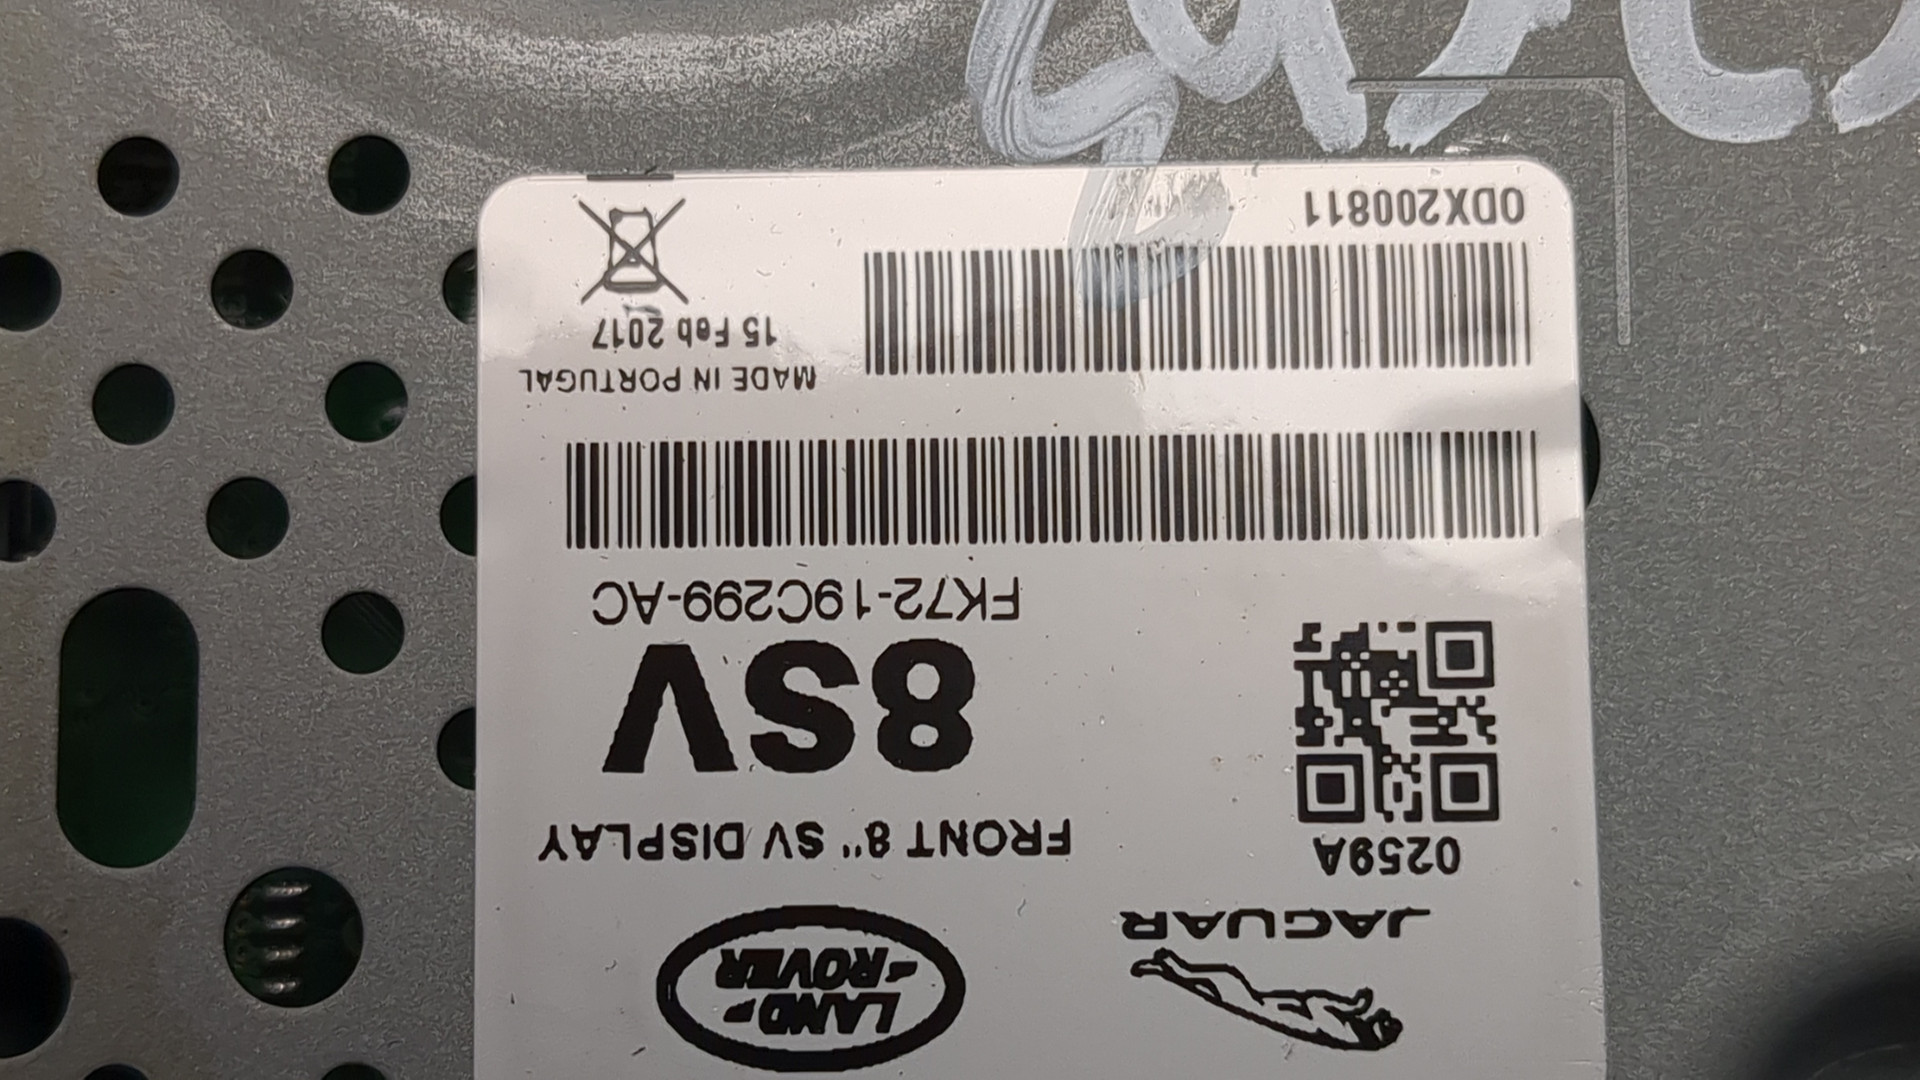 JAGUAR
LAND
ROVER
0259A
FRONT 8" SV DISPLAY
8SV
FK72-19C299-AC
MADE IN PORTUGAL
15 Feb 2017
ODX200811